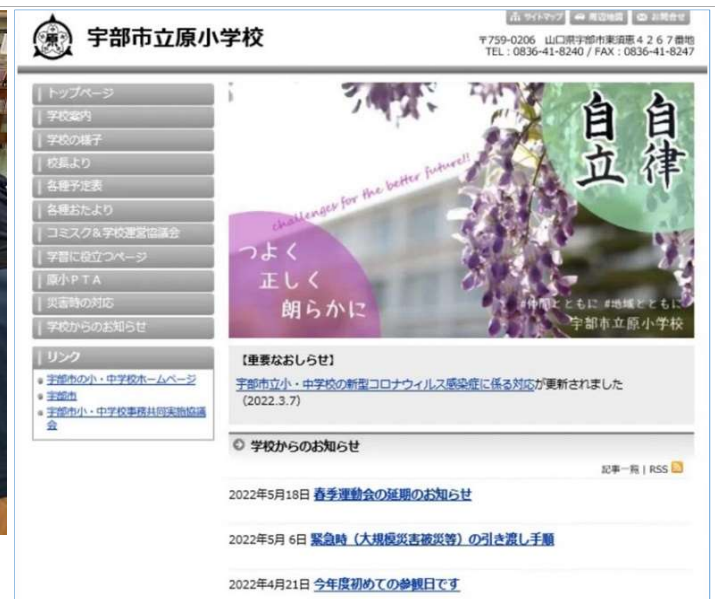 原
宇部市立原小学校
サイトマップ
周辺地図
お問合せ
〒759-0206 山口県宇部市東須恵４２６７番地
TEL：0836-41-8240 / FAX：0836-41-8247
トップページ
学校案内
学校の様子
校長より
各種予定表
各種おたより
コミスク＆学校運営協議会
学習に役立つページ
原小ＰＴＡ
災害時の対応
学校からのお知らせ
リンク
宇部市の小・中学校ホームページ
宇部市
宇部市小・中学校事務共同実施協議
会
自律
自立
challenges for the better future!!
つよく
正しく
朗らかに
#仲間とともに #地域とともに
宇部市立原小学校
【重要なおしらせ】
宇部市立小・中学校の新型コロナウィルス感染症に係る対応が更新されました
（2022.3.7）
学校からのお知らせ
記事一覧 | RSS
2022年5月18日 春季運動会の延期のお知らせ
2022年5月 6日 緊急時（大規模災害被災等）の引き渡し手順
2022年4月21日 今年度初めての参観日です